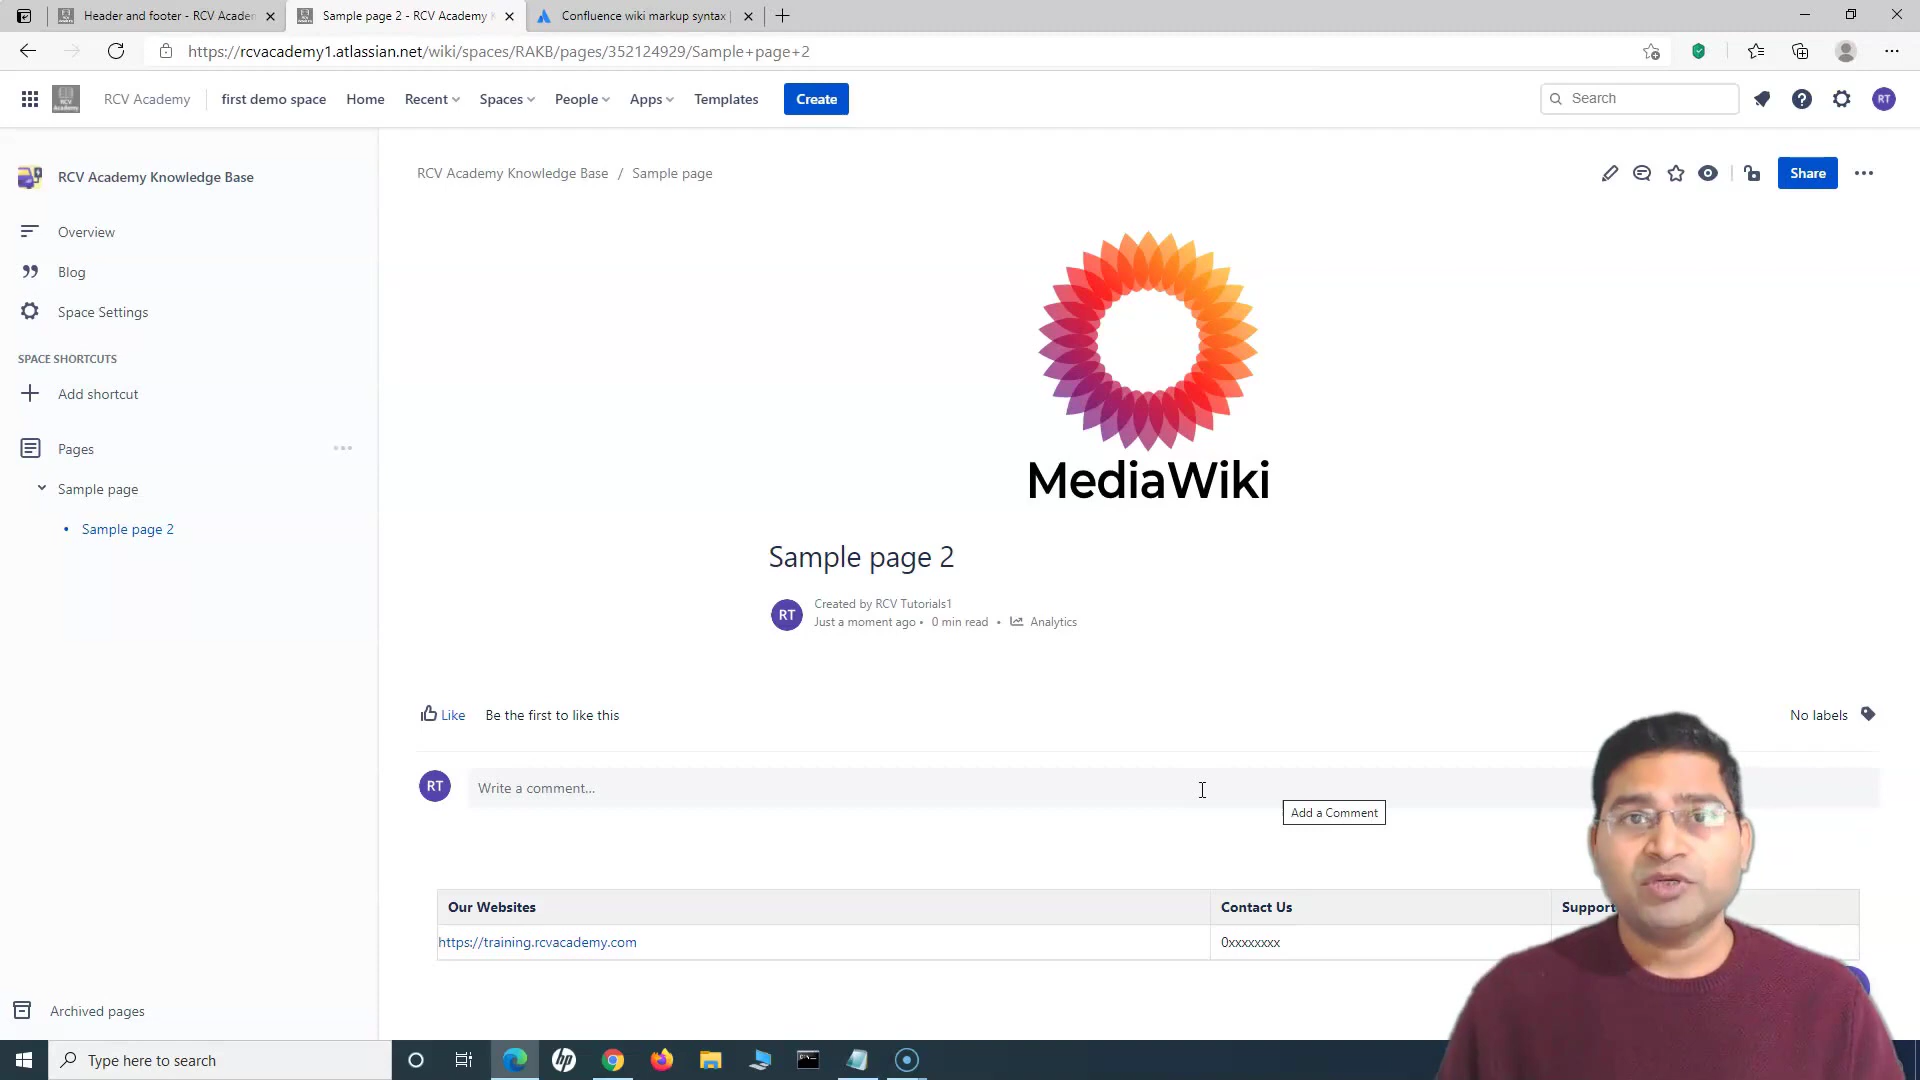 Header and footer - RCV Academ
Sample page 2 - RCV Academy
Confluence wiki markup syntax
https://rcvacademy1.atlassian.net/wiki/spaces/RAKB/pages/352124929/Sample+page+2
RCV Academy
first demo space
Home
Recent
Spaces
People
Apps
Templates
Create
Search
RT
RCV Academy Knowledge Base
Overview
Blog
Space Settings
SPACE SHORTCUTS
Add shortcut
Pages
Sample page
Sample page 2
Archived pages
RCV Academy Knowledge Base / Sample page
Share
MediaWiki
Sample page 2
RT
Created by RCV Tutorials1
Just a moment ago • 0 min read • Analytics
Like
Be the first to like this
No labels
RT
Write a comment...
Add a Comment
Our Websites
Contact Us
Support
https://training.rcvacademy.com
0xxxxxxxx
Type here to search
hp